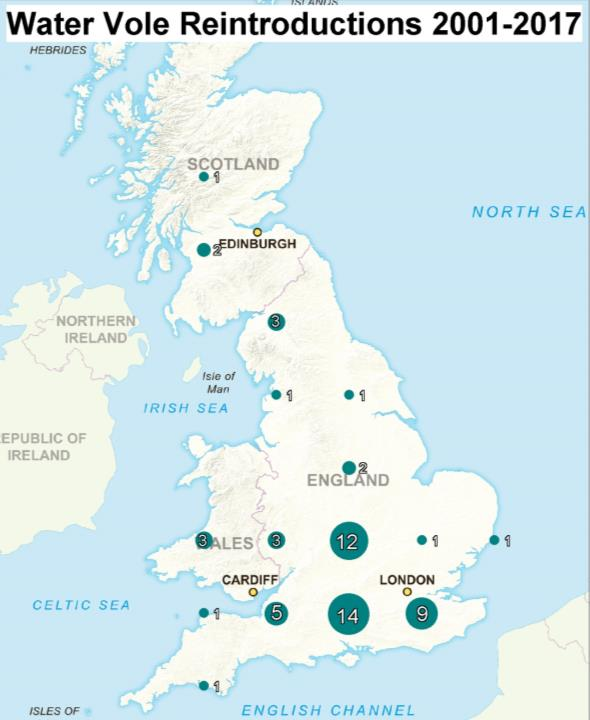 ISLANDS
Water Vole Reintroductions 2001-2017
HEBRIDES
SCOTLAND
1
NORTH SEA
EDINBURGH
2
3
NORTHERN
IRELAND
Isle of
Man
1
1
IRISH SEA
EPUBLIC OF
IRELAND
2
ENGLAND
3
WALES
3
12
1
1
CARDIFF
LONDON
CELTIC SEA
1
5
14
9
1
ISLES OF
ENGLISH CHANNEL